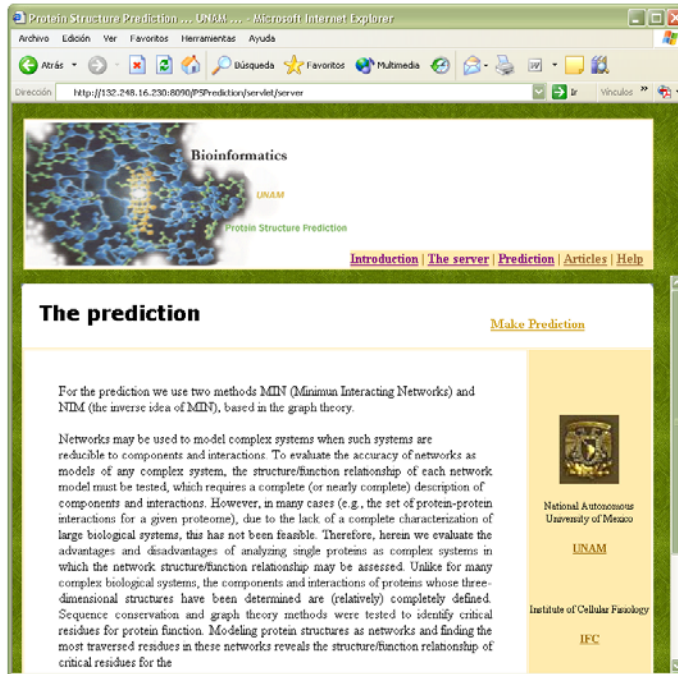 Protein Structure Prediction ... UNAM ... - Microsoft Internet Explorer
Archivo Edición Ver Favoritos Herramientas Ayuda
Atrás Búsqueda Favoritos Multimedia
Dirección http://132.248.16.230:8090/PSPrediction/servlet/server Ir Vínculos »
Bioinformatics
UNAM
Protein Structure Prediction
Introduction | The server | Prediction | Articles | Help
The prediction
Make Prediction
For the prediction we use two methods MIN (Minimun Interacting Networks) and
NIM (the inverse idea of MIN), based in the graph theory.
Networks may be used to model complex systems when such systems are
reducible to components and interactions. To evaluate the accuracy of networks as
models of any complex system, the structure/function relationship of each network
model must be tested, which requires a complete (or nearly complete) description of
components and interactions. However, in many cases (e.g., the set of protein-protein
interactions for a given proteome), due to the lack of a complete characterization of
large biological systems, this has not been feasible. Therefore, herein we evaluate the
advantages and disadvantages of analyzing single proteins as complex systems in
which the network structure/function relationship may be assessed. Unlike for many
complex biological systems, the components and interactions of proteins whose three-
dimensional structures have been determined are (relatively) completely defined.
Sequence conservation and graph theory methods were tested to identify critical
residues for protein function. Modeling protein structures as networks and finding the
most traversed residues in these networks reveals the structure/function relationship of
critical residues for the
National Autonomous
University of Mexico
UNAM
Institute of Cellular Fisiology
IFC